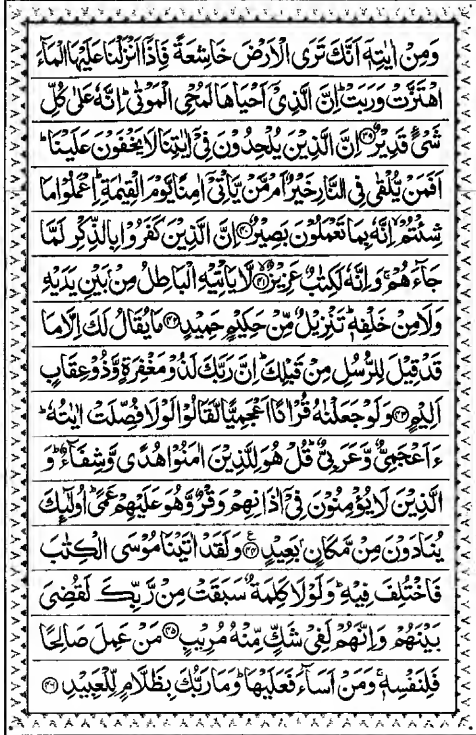 وَمِنْ اٰيٰتِهٖٓ اَنَّكَ تَرَى الْاَرْضَ خَاشِعَةً فَاِذَآ اَنْزَلْنَا عَلَيْهَا الْمَآءَ
اهْتَزَّتْ وَرَبَتْ ؕ اِنَّ الَّذِيْٓ اَحْيَاهَا لَمُحْيِ الْمَوْتٰى ؕ اِنَّهٗ عَلٰى كُلِّ
شَيْءٍ قَدِيْرٌ ﴿۳۹﴾ اِنَّ الَّذِيْنَ يُلْحِدُوْنَ فِيْٓ اٰيٰتِنَا لَا يَخْفَوْنَ عَلَيْنَا ؕ
اَفَمَنْ يُّلْقٰى فِي النَّارِ خَيْرٌ اَمْ مَّنْ يَّاْتِيْٓ اٰمِنًا يَّوْمَ الْقِيٰمَةِ ؕ اِعْمَلُوْا مَا
شِئْتُمْ ۙ اِنَّهٗ بِمَا تَعْمَلُوْنَ بَصِيْرٌ ﴿۴۰﴾ اِنَّ الَّذِيْنَ كَفَرُوْا بِالذِّكْرِ لَمَّا
جَآءَهُمْ ۚ وَاِنَّهٗ لَكِتٰبٌ عَزِيْزٌ ﴿۴۱﴾ لَّا يَاْتِيْهِ الْبَاطِلُ مِنْۢ بَيْنِ يَدَيْهِ
وَلَا مِنْ خَلْفِهٖ ؕ تَنْزِيْلٌ مِّنْ حَكِيْمٍ حَمِيْدٍ ﴿۴۲﴾ مَا يُقَالُ لَكَ اِلَّا مَا
قَدْ قِيْلَ لِلرُّسُلِ مِنْ قَبْلِكَ ؕ اِنَّ رَبَّكَ لَذُوْ مَغْفِرَةٍ وَّذُوْ عِقَابٍ
اَلِيْمٍ ﴿۴۳﴾ وَلَوْ جَعَلْنٰهُ قُرْاٰنًا اَعْجَمِيًّا لَّقَالُوْا لَوْلَا فُصِّلَتْ اٰيٰتُهٗ ؕ
ءَاَعْجَمِيٌّ وَّعَرَبِيٌّ ؕ قُلْ هُوَ لِلَّذِيْنَ اٰمَنُوْا هُدًى وَّشِفَآءٌ ؕ وَ
الَّذِيْنَ لَا يُؤْمِنُوْنَ فِيْٓ اٰذَانِهِمْ وَقْرٌ وَّهُوَ عَلَيْهِمْ عَمًى ؕ اُولٰٓئِكَ
يُنَادَوْنَ مِنْ مَّكَانٍۢ بَعِيْدٍ ﴿۴۴﴾ وَلَقَدْ اٰتَيْنَا مُوْسَى الْكِتٰبَ
فَاخْتُلِفَ فِيْهِ ؕ وَلَوْلَا كَلِمَةٌ سَبَقَتْ مِنْ رَّبِّكَ لَقُضِيَ
بَيْنَهُمْ ؕ وَاِنَّهُمْ لَفِيْ شَكٍّ مِّنْهُ مُرِيْبٍ ﴿۴۵﴾ مَنْ عَمِلَ صَالِحًا
فَلِنَفْسِهٖ ۚ وَمَنْ اَسَآءَ فَعَلَيْهَا ؕ وَمَا رَبُّكَ بِظَلَّامٍ لِّلْعَبِيْدِ ﴿۴۶﴾